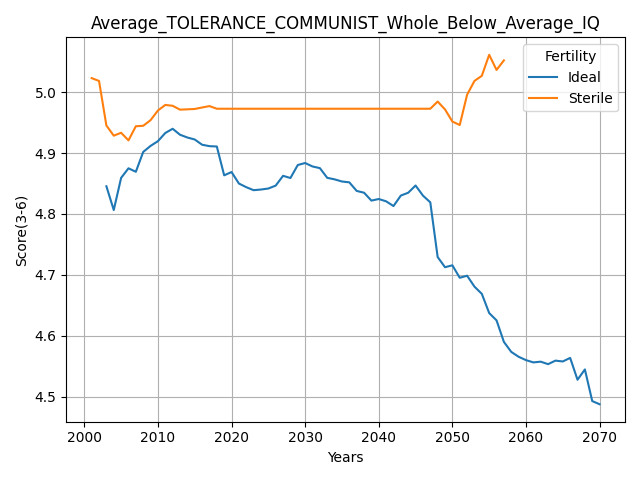 Average_TOLERANCE_COMMUNIST_Whole_Below_Average_IQ
Fertility
Ideal
Sterile
5.0
4.9
4.8
4.7
4.6
4.5
Score(3-6)
2000 2010 2020 2030 2040 2050 2060 2070
Years